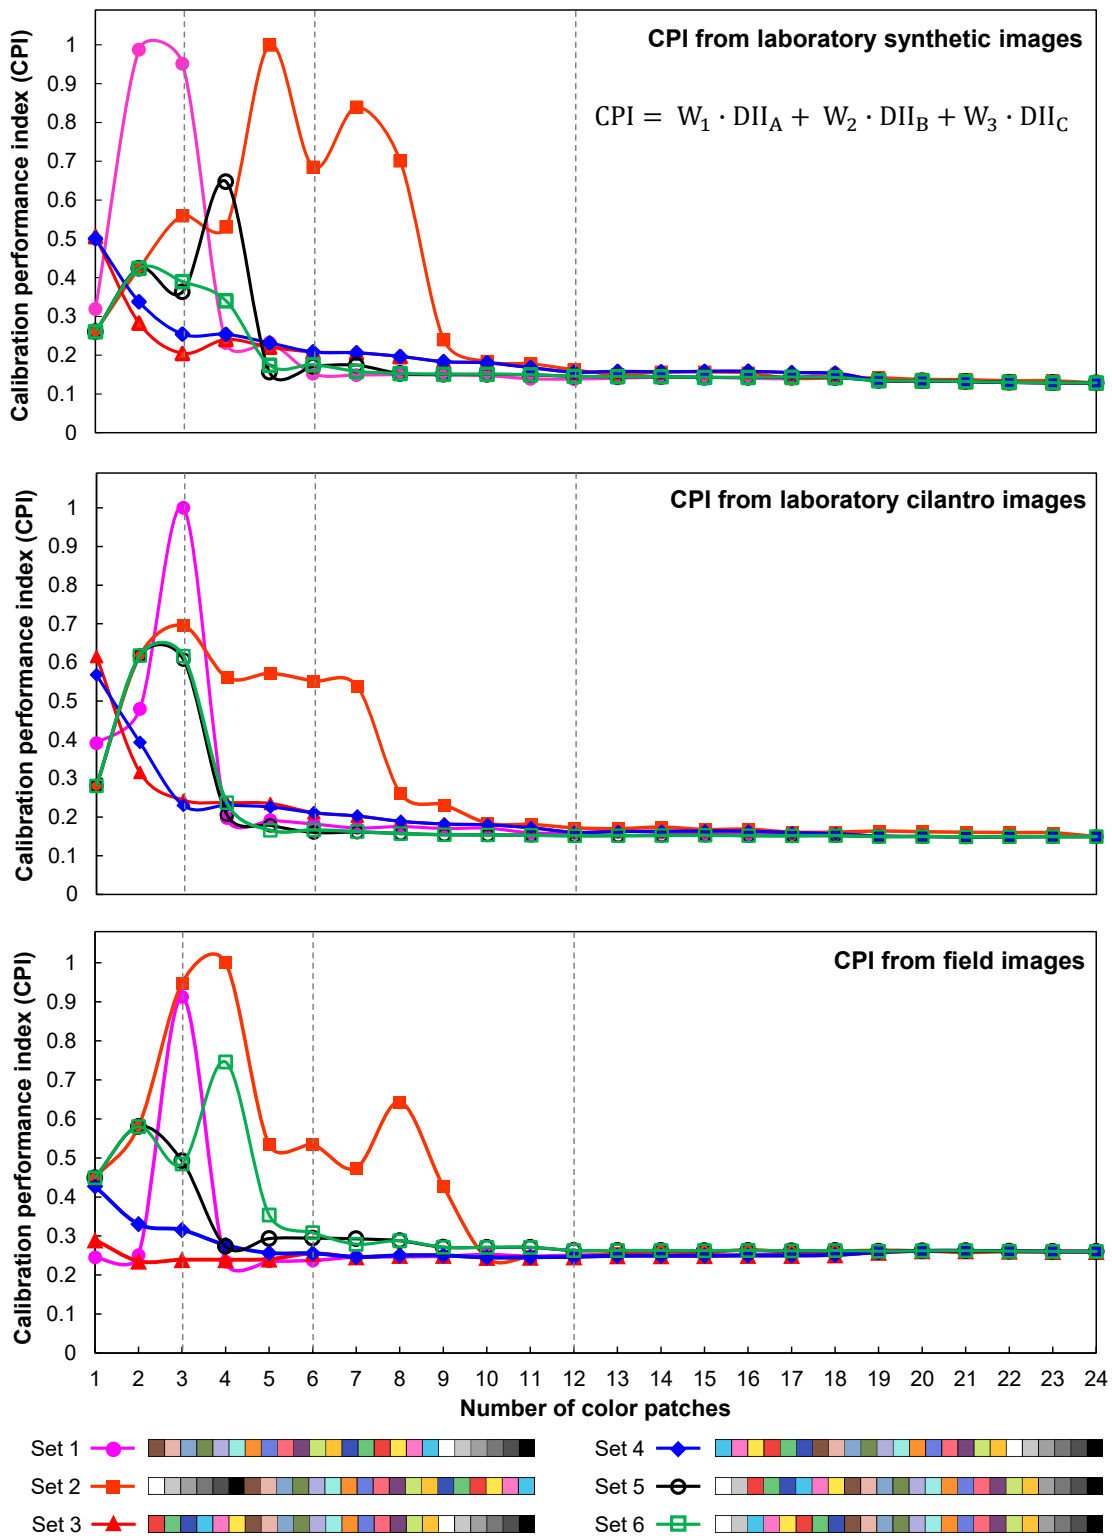 CPI from laboratory synthetic images
CPI = W₁ · DII_A + W₂ · DII_B + W₃ · DII_C
Calibration performance index (CPI)
1
0.9
0.8
0.7
0.6
0.5
0.4
0.3
0.2
0.1
0
CPI from laboratory cilantro images
Calibration performance index (CPI)
1
0.9
0.8
0.7
0.6
0.5
0.4
0.3
0.2
0.1
0
CPI from field images
Calibration performance index (CPI)
1
0.9
0.8
0.7
0.6
0.5
0.4
0.3
0.2
0.1
0
1 2 3 4 5 6 7 8 9 10 11 12 13 14 15 16 17 18 19 20 21 22 23 24
Number of color patches
Set 1
Set 2
Set 3
Set 4
Set 5
Set 6